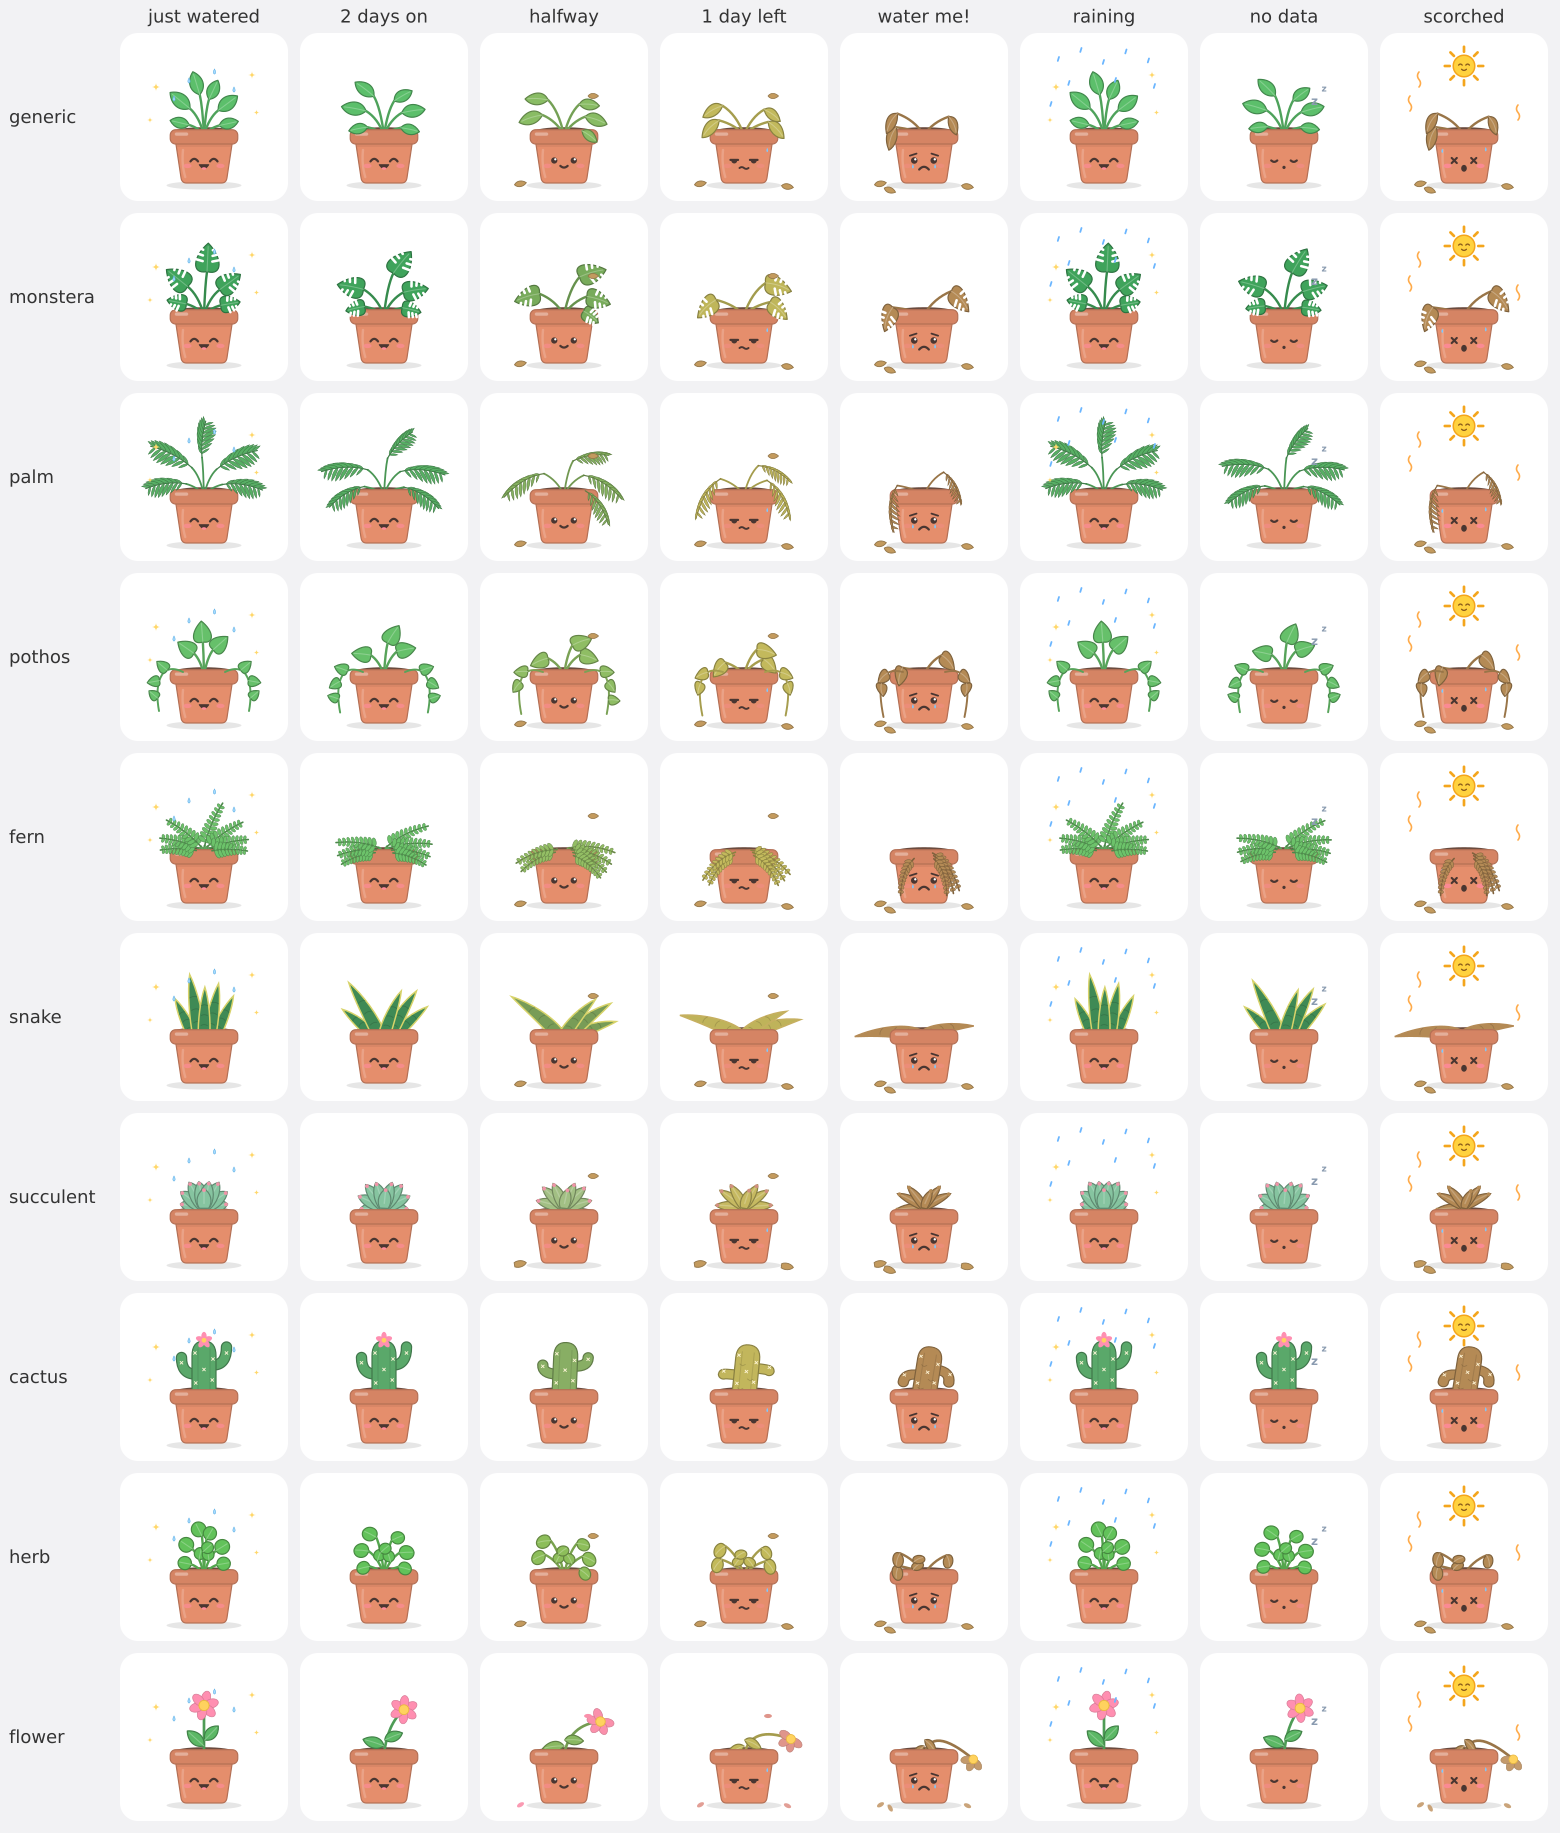 just watered 2 days on halfway 1 day left water me! raining no data scorched
generic
z
z
monstera
z
z
palm
z
z
pothos
z
z
fern
z
z
snake
z
z
succulent
z
z
cactus
z
z
herb
z
z
flower
z
z